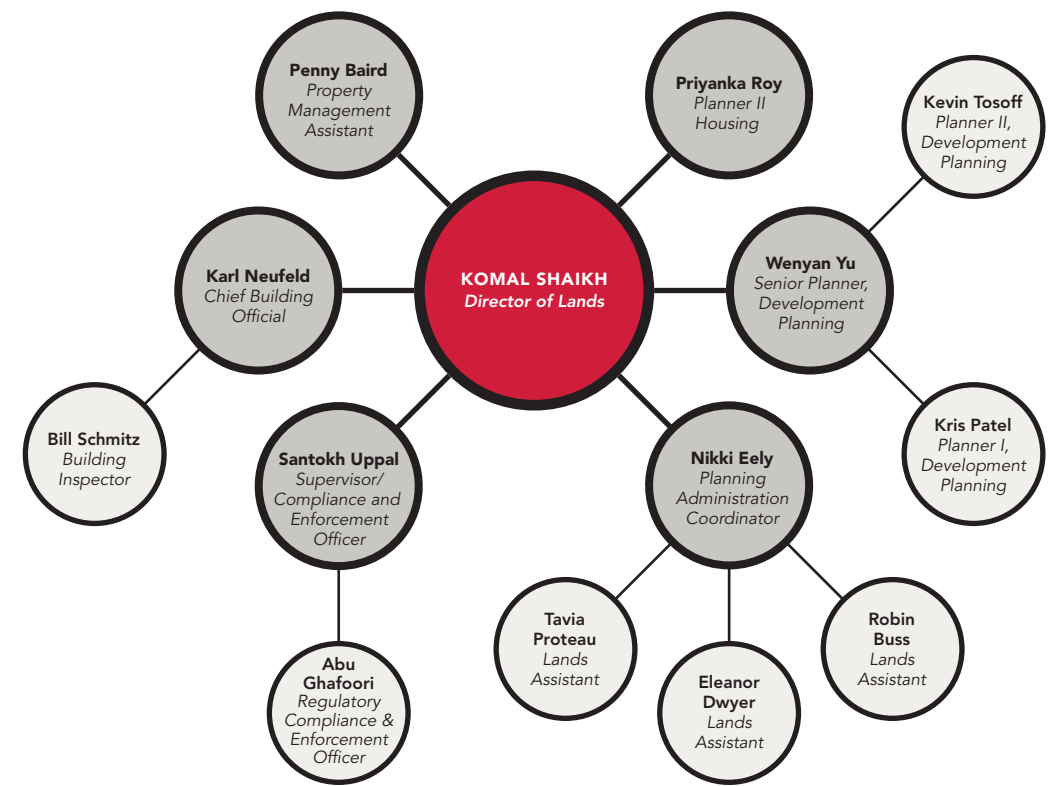 Penny Baird
Property
Management
Assistant
Priyanka Roy
Planner II
Housing
Kevin Tosoff
Planner II,
Development
Planning
Karl Neufeld
Chief Building
Official
KOMAL SHAIKH
Director of Lands
Wenyan Yu
Senior Planner,
Development
Planning
Bill Schmitz
Building
Inspector
Santokh Uppal
Supervisor/
Compliance and
Enforcement
Officer
Nikki Eely
Planning
Administration
Coordinator
Kris Patel
Planner I,
Development
Planning
Abu
Ghafoori
Regulatory
Compliance &
Enforcement
Officer
Tavia
Proteau
Lands
Assistant
Eleanor
Dwyer
Lands
Assistant
Robin
Buss
Lands
Assistant